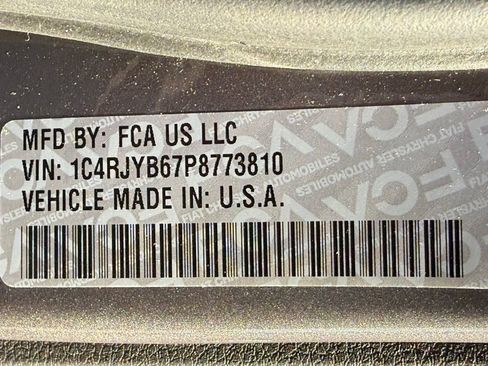 MFD BY: FCA US LLC
VIN: 1C4RJYB67P8773810
VEHICLE MADE IN: U.S.A.